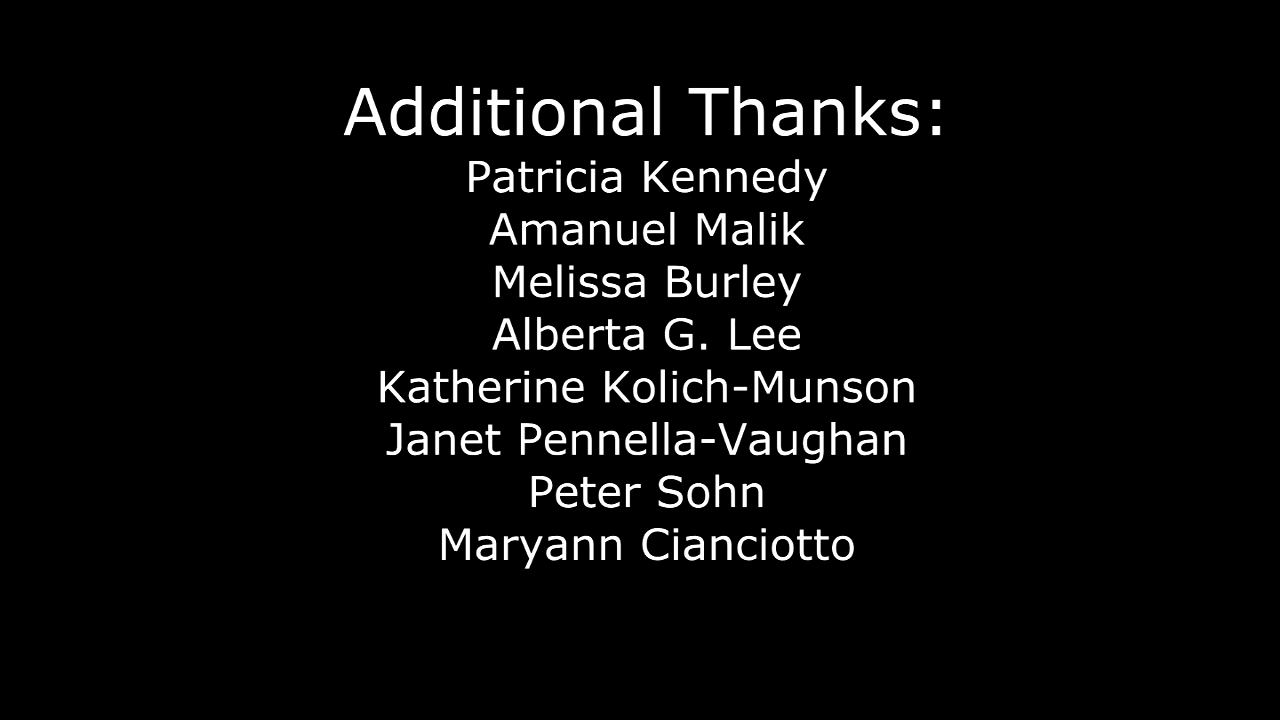 Additional Thanks:
Patricia Kennedy
Amanuel Malik
Melissa Burley
Alberta G. Lee
Katherine Kolich-Munson
Janet Pennella-Vaughan
Peter Sohn
Maryann Cianciotto